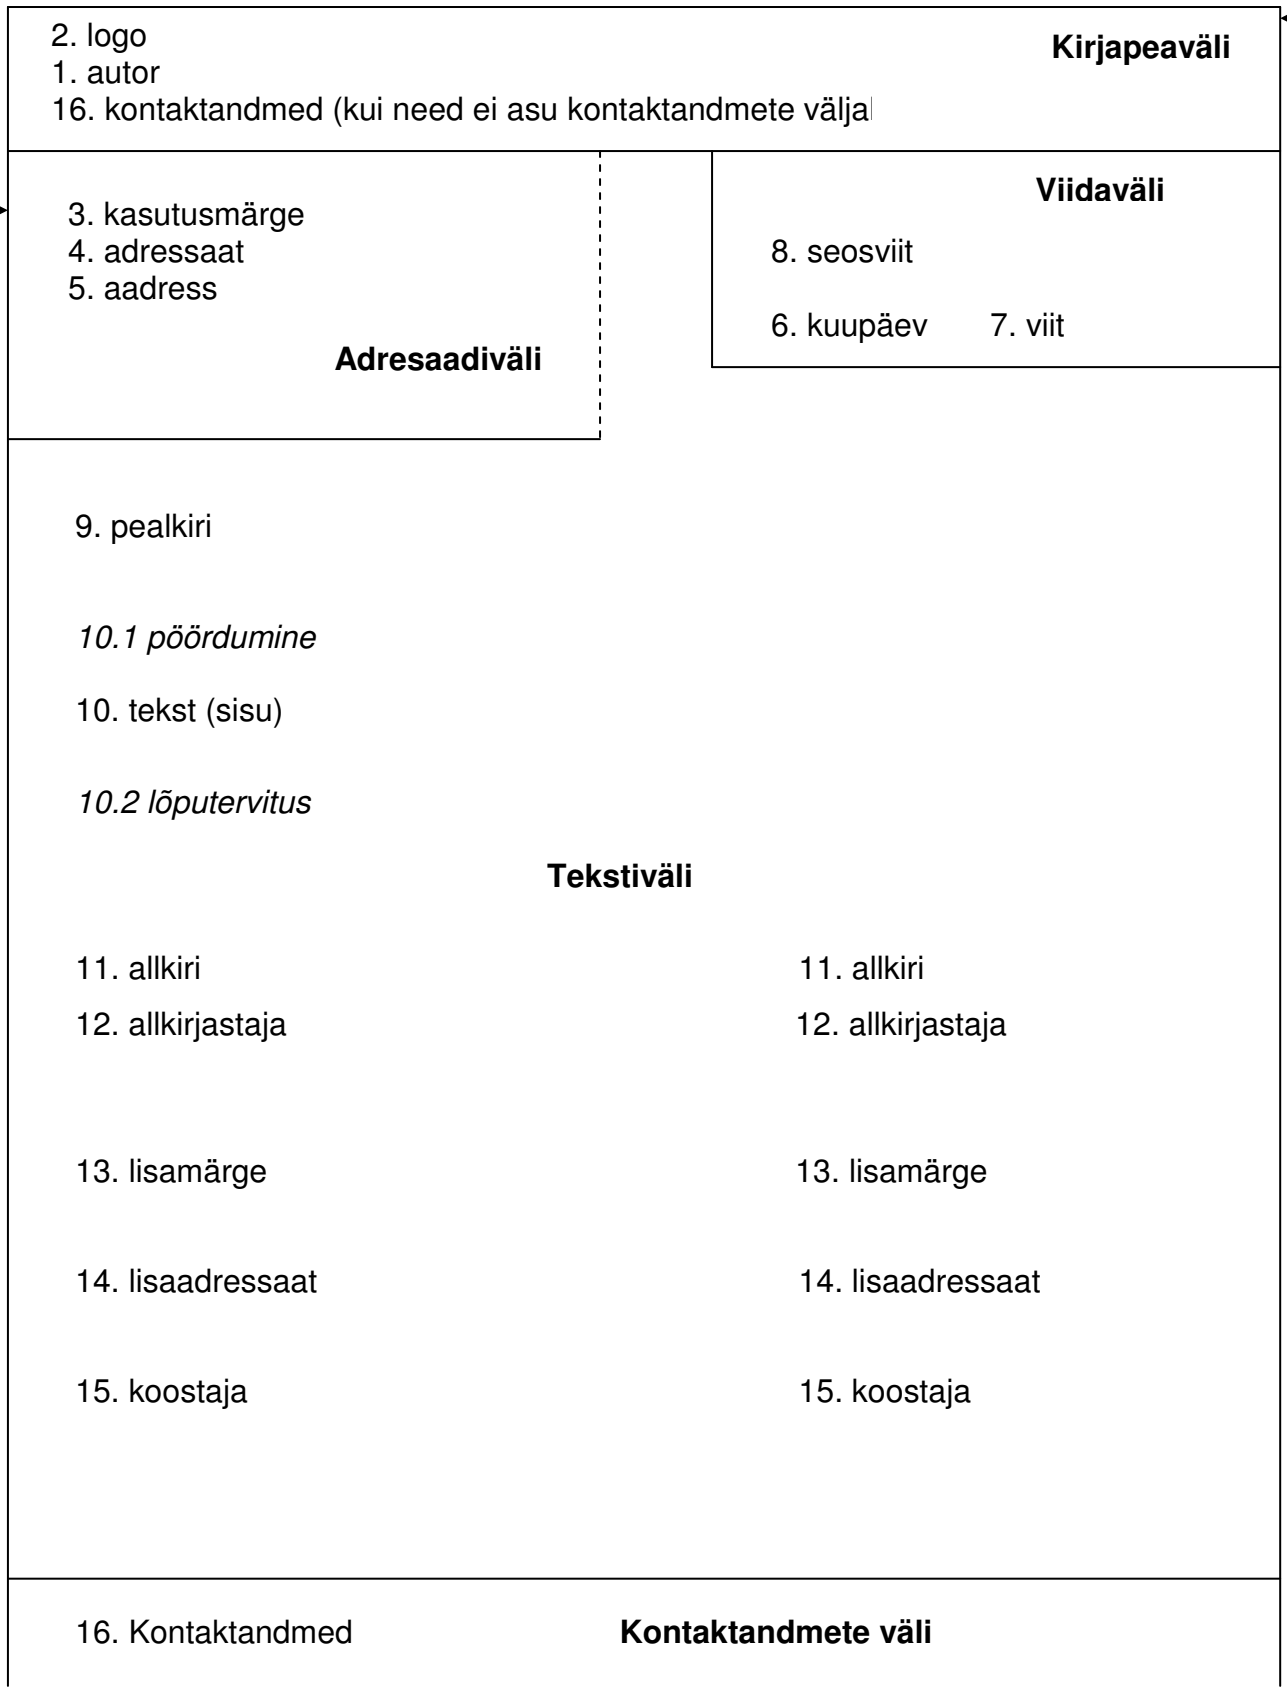 2. logo
Kirjapeaväli
1. autor
16. kontaktandmed (kui need ei asu kontaktandmete väljal
Viidaväli
3. kasutusmärge
4. adressaat
8. seosviit
5. aadress
6. kuupäev 7. viit
Adresaadiväli
9. pealkiri
10.1 pöördumine
10. tekst (sisu)
10.2 lõputervitus
Tekstiväli
11. allkiri 11. allkiri
12. allkirjastaja 12. allkirjastaja
13. lisamärge 13. lisamärge
14. lisaadressaat 14. lisaadressaat
15. koostaja 15. koostaja
16. Kontaktandmed Kontaktandmete väli